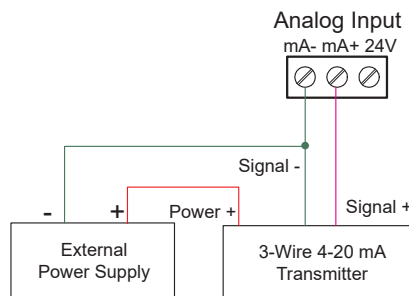 Analog Input
mA- mA+ 24V
Signal -
- + Power + Signal +
External
Power Supply
3-Wire 4-20 mA
Transmitter